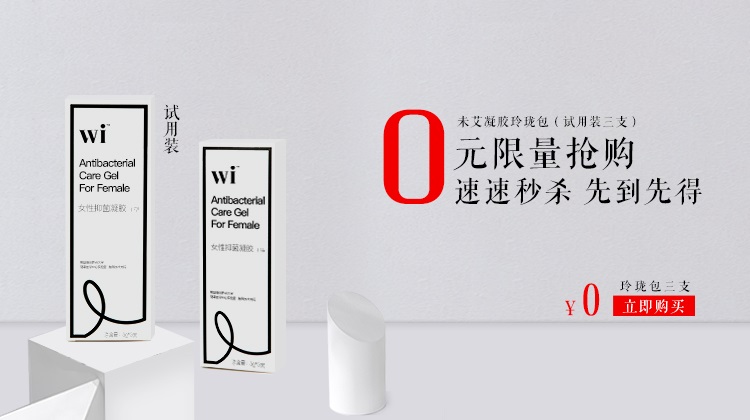 wi™
Antibacterial
Care Gel
For Female
女性抑菌凝胶
试用装
wi™
Antibacterial
Care Gel
For Female
女性抑菌凝胶
未艾凝胶玲珑包（试用装三支）
0元限量抢购
速速秒杀 先到先得
玲珑包三支
¥0
立即购买